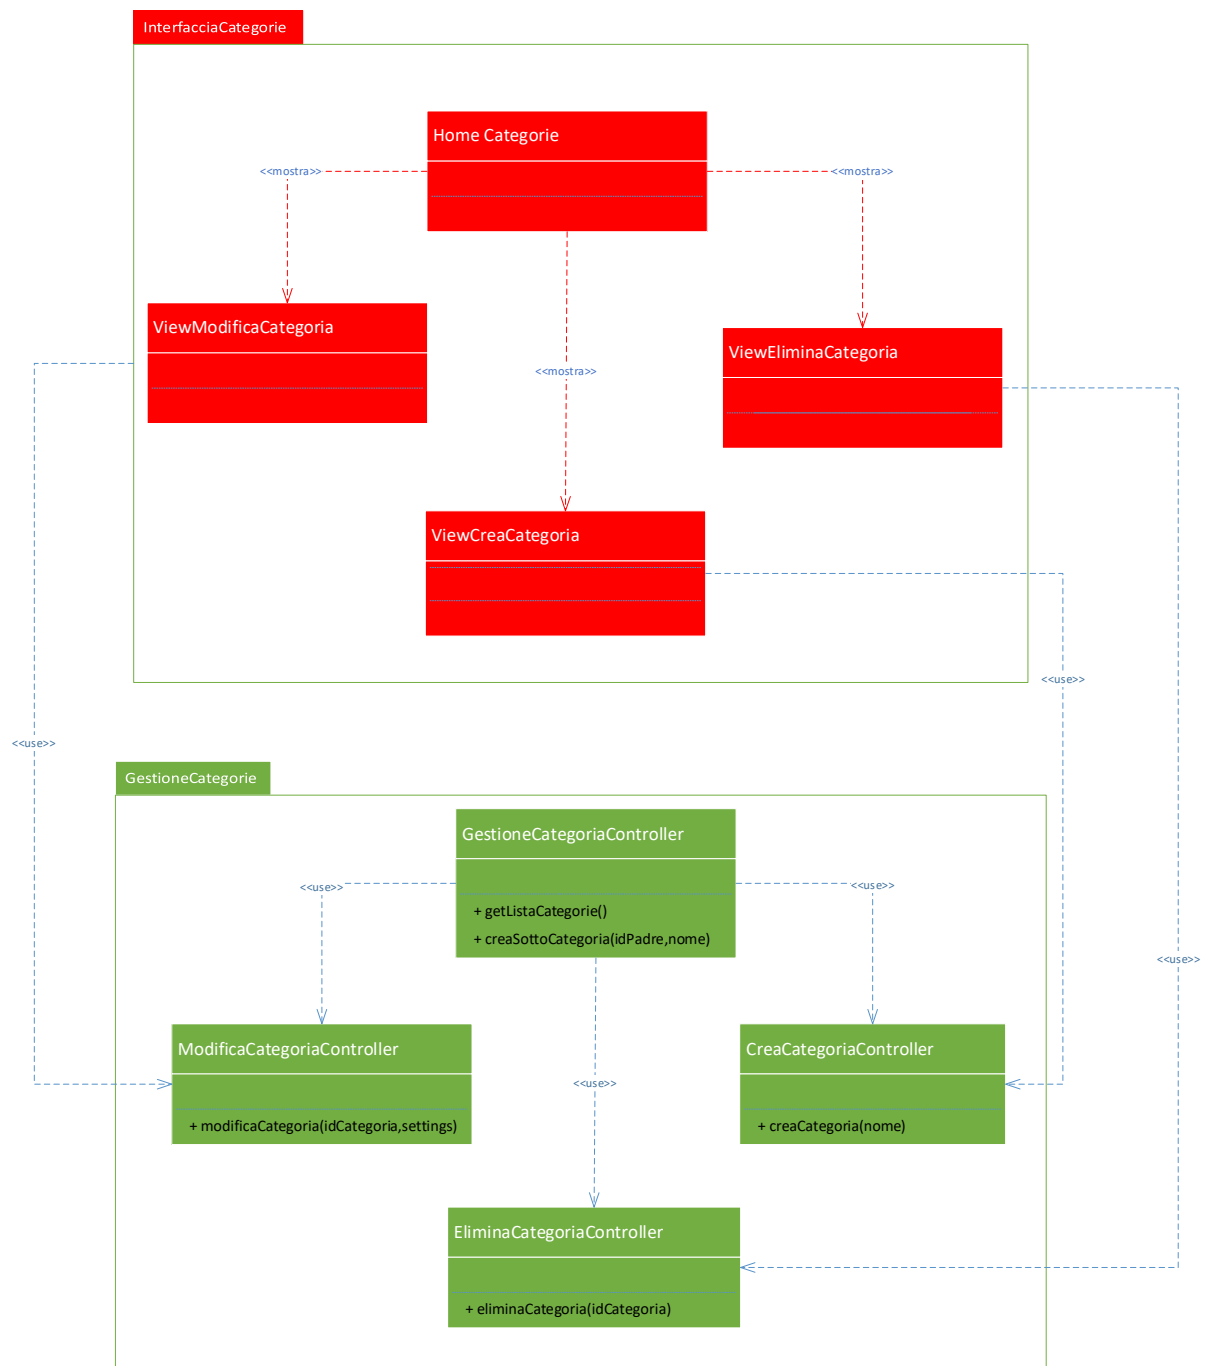 InterfacciaCategorie
Home Categorie
<<mostra>>
<<mostra>>
ViewModificaCategoria
ViewEliminaCategoria
<<mostra>>
ViewCreaCategoria
<<use>>
<<use>>
GestioneCategorie
GestioneCategoriaController
<<use>>
<<use>>
+ getListaCategorie()
+ creaSottoCategoria(idPadre,nome)
<<use>>
ModificaCategoriaController
CreaCategoriaController
<<use>>
+ modificaCategoria(idCategoria,settings)
+ creaCategoria(nome)
EliminaCategoriaController
+ eliminaCategoria(idCategoria)